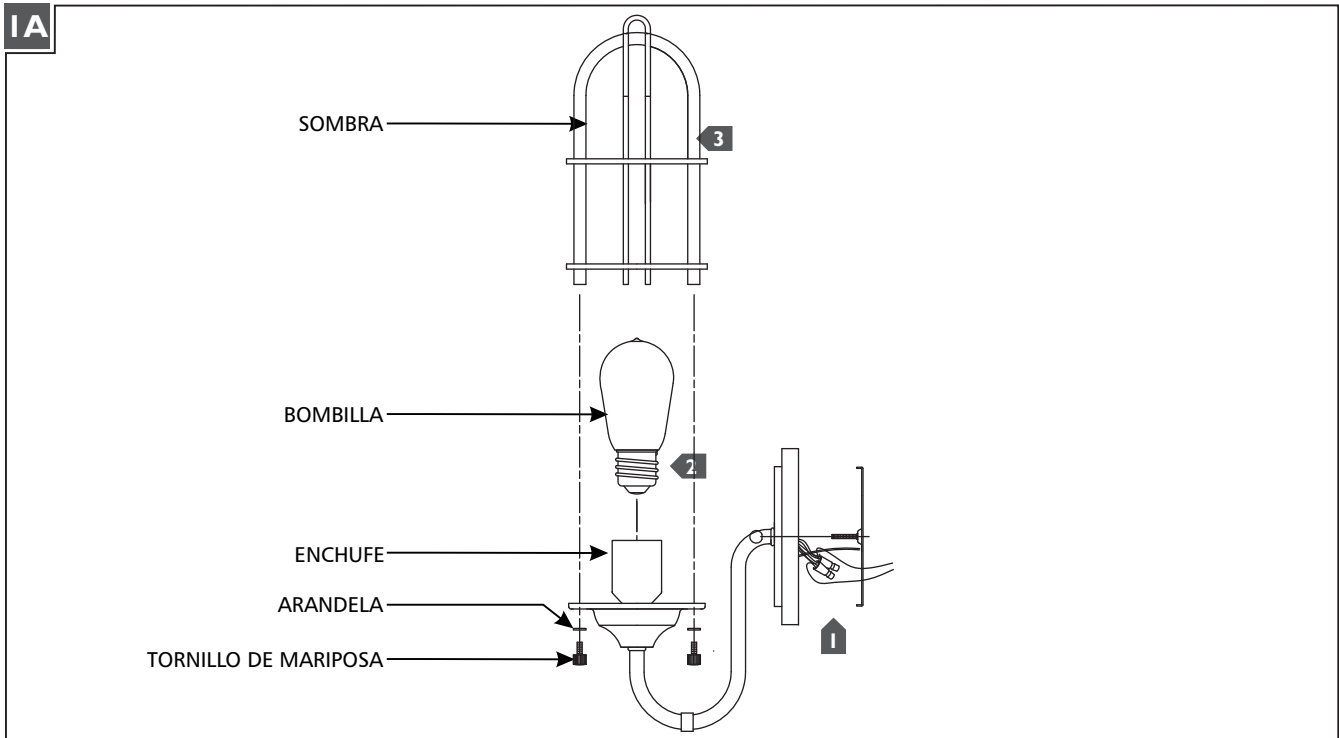 1A
SOMBRA
3
BOMBILLA
2
ENCHUFE
ARANDELA
1
TORNILLO DE MARIPOSA